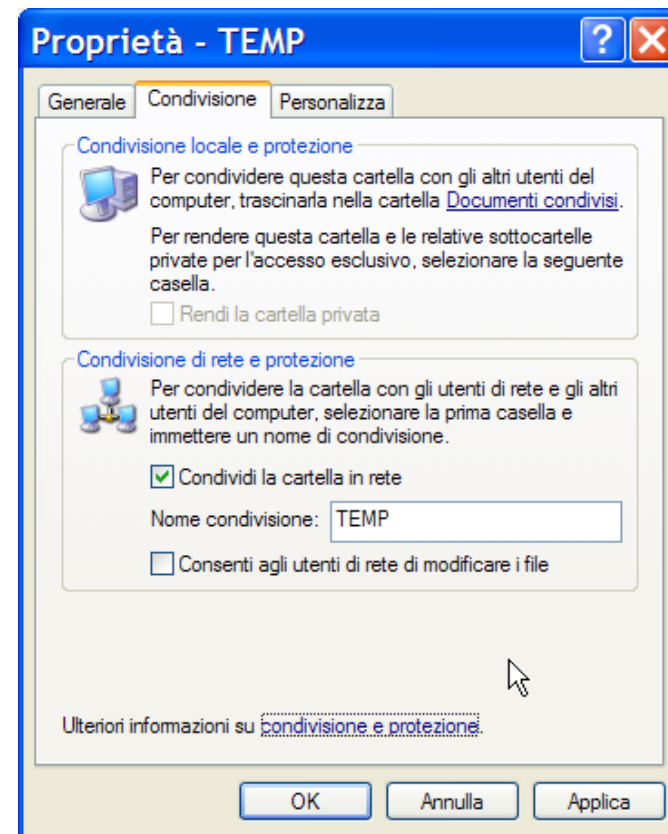 Proprietà - TEMP
Generale Condivisione Personalizza
Condivisione locale e protezione
Per condividere questa cartella con gli altri utenti del
computer, trascinarla nella cartella Documenti condivisi.
Per rendere questa cartella e le relative sottocartelle
private per l'accesso esclusivo, selezionare la seguente
casella.
Rendi la cartella privata
Condivisione di rete e protezione
Per condividere la cartella con gli utenti di rete e gli altri
utenti del computer, selezionare la prima casella e
immettere un nome di condivisione.
Condividi la cartella in rete
Nome condivisione: TEMP
Consenti agli utenti di rete di modificare i file
Ulteriori informazioni su condivisione e protezione.
OK Annulla Applica